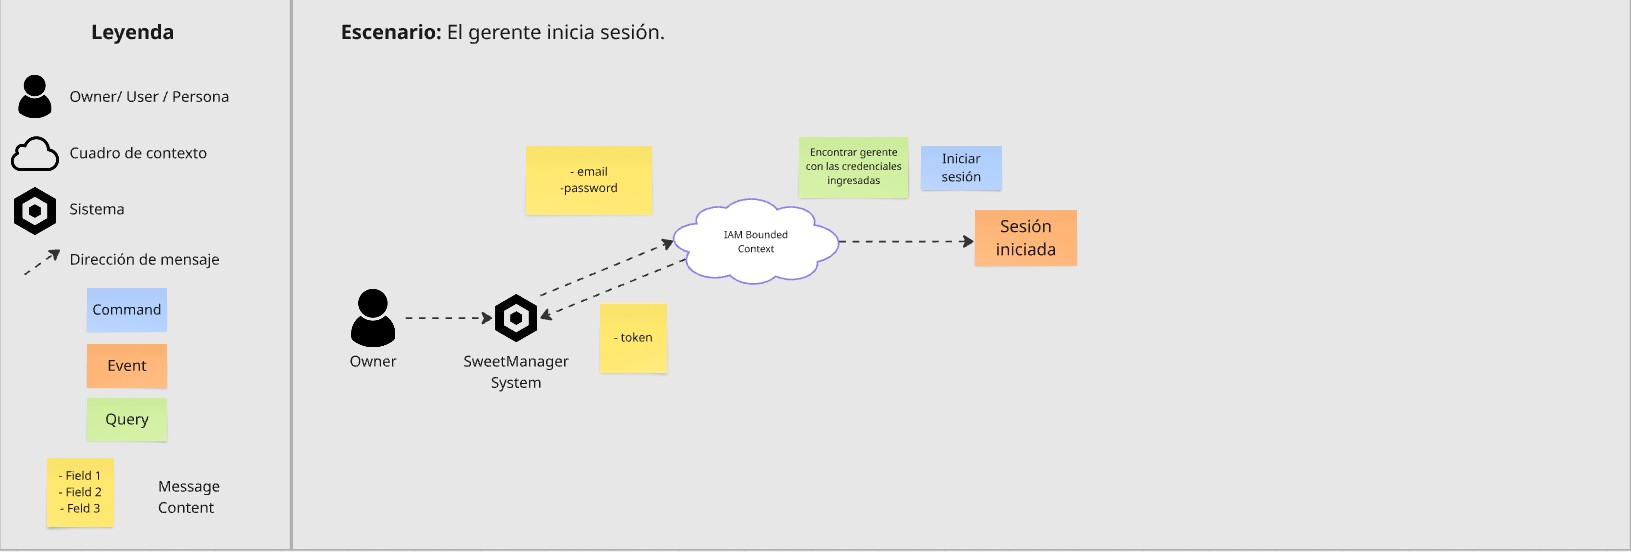 Leyenda
Owner/ User / Persona
Cuadro de contexto
Sistema
Dirección de mensaje
Command
Event
Query
- Field 1
- Field 2
- Feld 3
Message
Content
Escenario: El gerente inicia sesión.
- email
-password
Encontrar gerente
con las credenciales
ingresadas
Iniciar
sesión
IAM Bounded
Context
Sesión
iniciada
Owner
SweetManager
System
- token